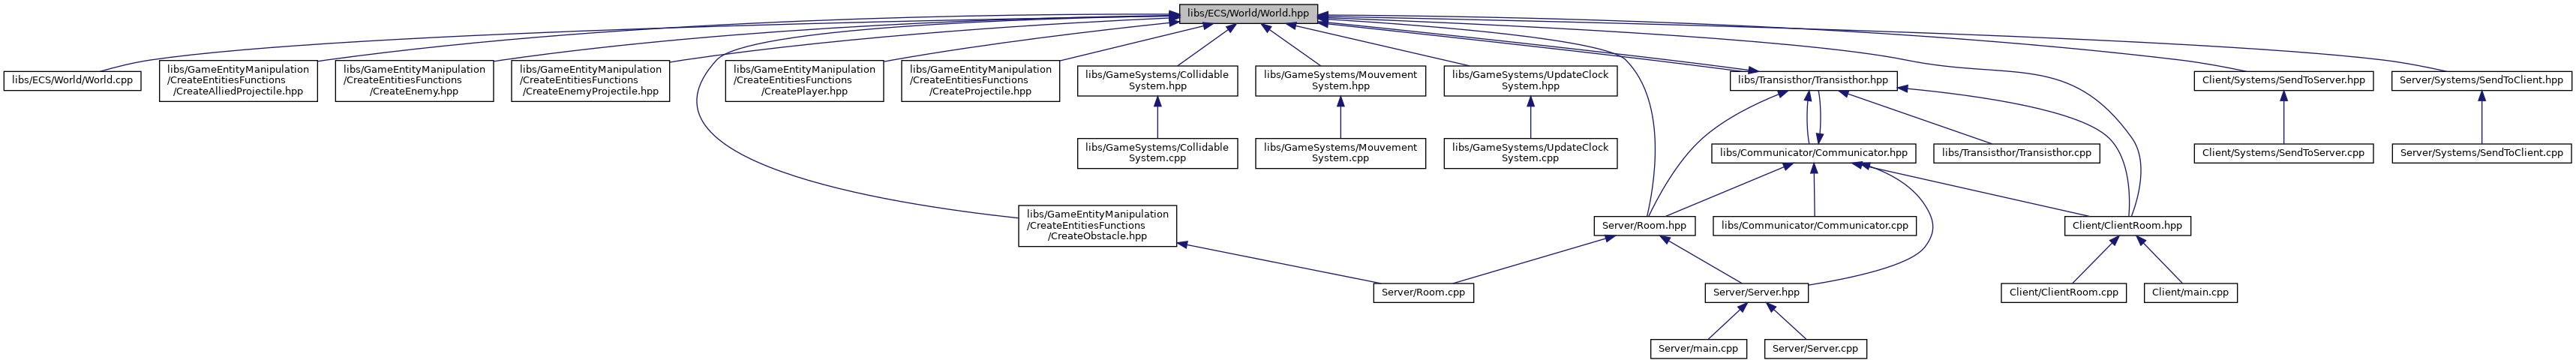 libs/ECS/World/World.hpp
libs/ECS/World/World.cpp
libs/GameEntityManipulation
/CreateEntitiesFunctions
/CreateAlliedProjectile.hpp
libs/GameEntityManipulation
/CreateEntitiesFunctions
/CreateEnemy.hpp
libs/GameEntityManipulation
/CreateEntitiesFunctions
/CreateEnemyProjectile.hpp
libs/GameEntityManipulation
/CreateEntitiesFunctions
/CreatePlayer.hpp
libs/GameEntityManipulation
/CreateEntitiesFunctions
/CreateProjectile.hpp
libs/GameSystems/Collidable
System.hpp
libs/GameSystems/Mouvement
System.hpp
libs/GameSystems/UpdateClock
System.hpp
libs/Transisthor/Transisthor.hpp
Client/Systems/SendToServer.hpp
Server/Systems/SendToClient.hpp
libs/GameSystems/Collidable
System.cpp
libs/GameSystems/Mouvement
System.cpp
libs/GameSystems/UpdateClock
System.cpp
libs/Communicator/Communicator.hpp
libs/Transisthor/Transisthor.cpp
Client/Systems/SendToServer.cpp
Server/Systems/SendToClient.cpp
libs/GameEntityManipulation
/CreateEntitiesFunctions
/CreateObstacle.hpp
Server/Room.hpp
libs/Communicator/Communicator.cpp
Client/ClientRoom.hpp
Server/Room.cpp
Server/Server.hpp
Client/ClientRoom.cpp
Client/main.cpp
Server/main.cpp
Server/Server.cpp